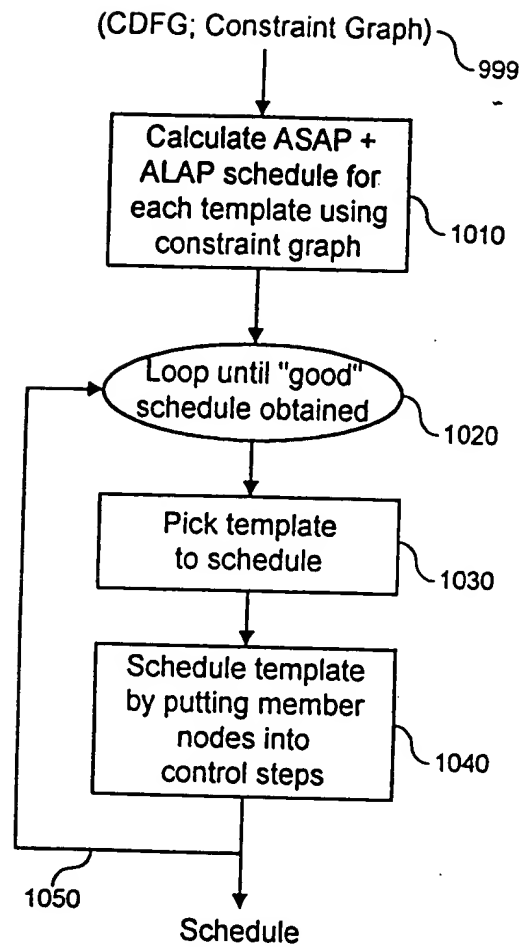 (CDFG; Constraint Graph)
999
Calculate ASAP +
ALAP schedule for
each template using
constraint graph
1010
Loop until "good"
schedule obtained
1020
Pick template
to schedule
1030
Schedule template
by putting member
nodes into
control steps
1040
1050
Schedule